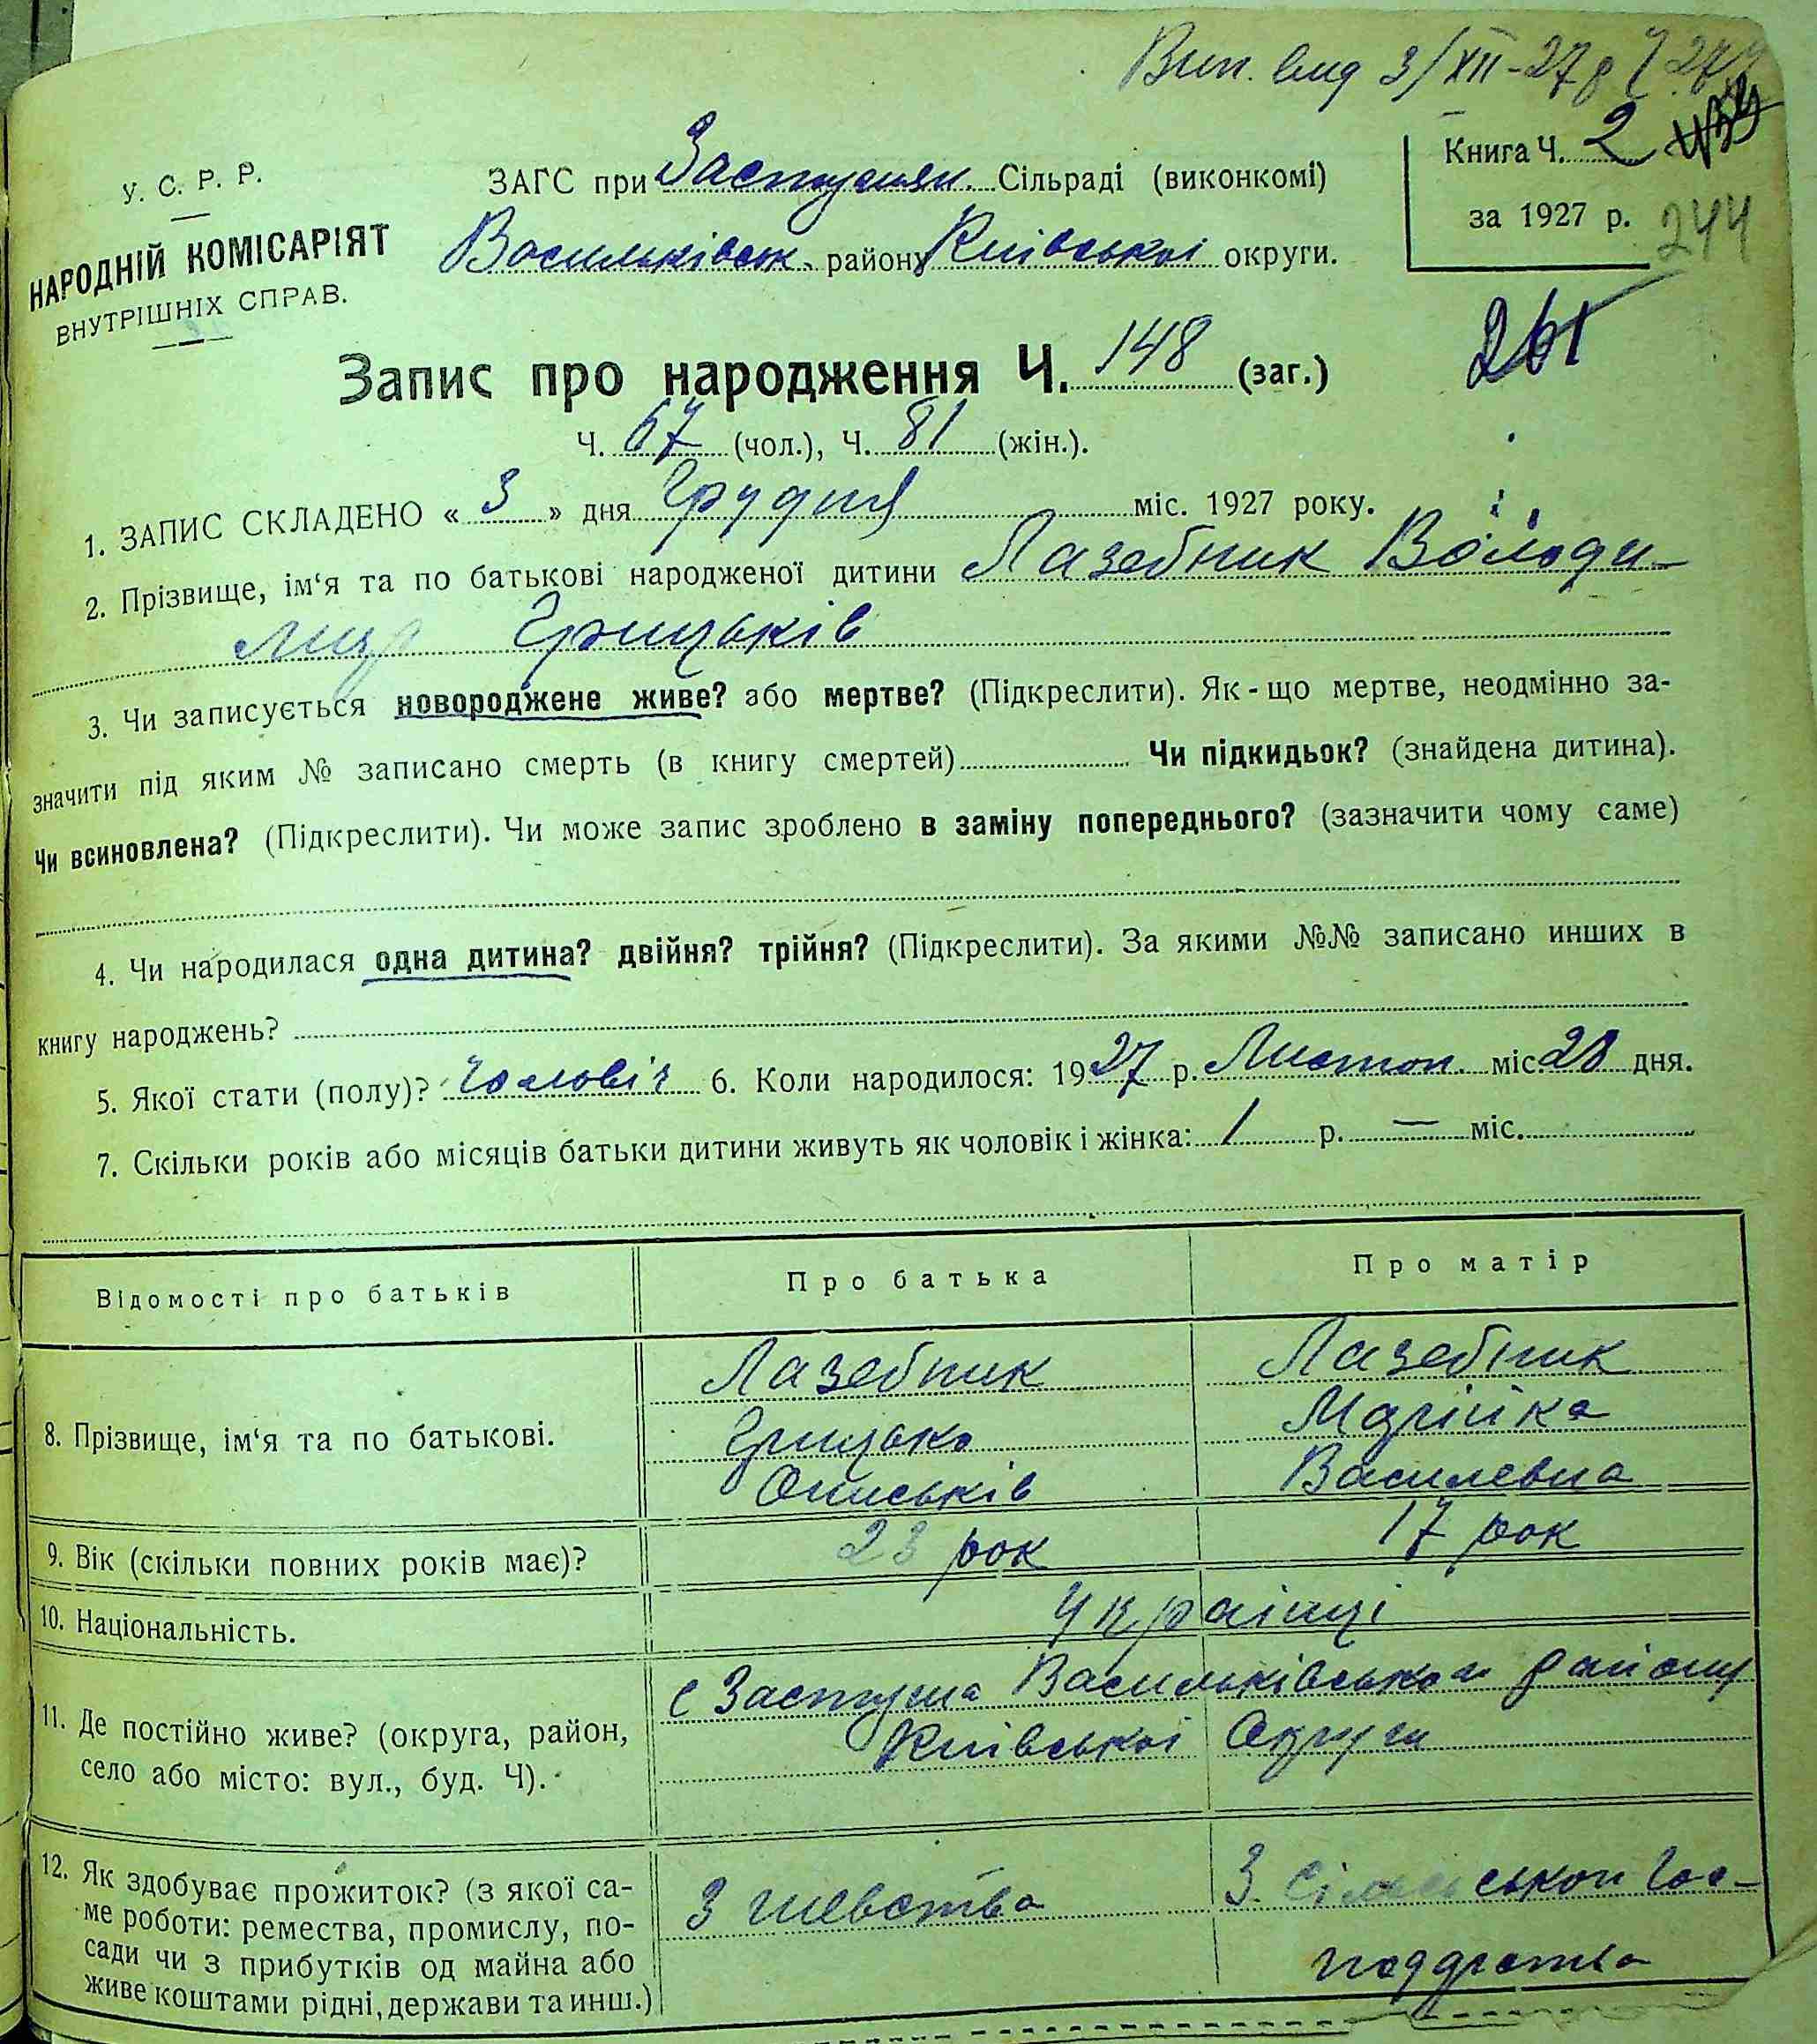 Вип. вид 3/XII-27 р
У. С. Р. Р.
НАРОДНІЙ КОМІСАРІЯТ
ВНУТРІШНІХ СПРАВ.
ЗАГС при Застугнян. Сільраді (виконкомі)
Васильківськ. району Київської округи.
Книга Ч. 2
за 1927 р. 244
261
Запис про народження Ч. 148 (заг.)
Ч. 67 (чол.), Ч. 81 (жін.).
1. ЗАПИС СКЛАДЕНО « 3 » дня Грудня міс. 1927 року.
2. Прізвище, ім‘я та по батькові народженої дитини Лазебник Володи-
мир Грицьків
3. Чи записується новороджене живе? або мертве? (Підкреслити). Як-що мертве, неодмінно за-
значити під яким № записано смерть (в книгу смертей) Чи підкидьок? (знайдена дитина).
Чи всиновлена? (Підкреслити). Чи може запис зроблено в заміну попереднього? (зазначити чому саме)
4. Чи народилася одна дитина? двійня? трійня? (Підкреслити). За якими №№ записано инших в
книгу народжень?
5. Якої стати (полу)? Чоловіч 6. Коли народилося: 1927 р. Листоп. міс. 28 дня.
7. Скільки років або місяців батьки дитини живуть як чоловік і жінка: 1 р. — міс.
Відомості про батьків Про батька Про матір
8. Прізвище, ім‘я та по батькові.
Лазебник
Грицько
Ониськів
Лазебник
Марійка
Василевна
9. Вік (скільки повних років має)? 23 рок 17 рок
10. Національність. Українці
11. Де постійно живе? (округа, район,
село або місто: вул., буд. Ч).
с Застугна Васильківського району
Київської Округи
12. Як здобуває прожиток? (з якої са-
ме роботи: ремества, промислу, по-
сади чи з прибутків од майна або
живе коштами рідні, держави та инш.)
З шевства
З сільського гос-
подарства